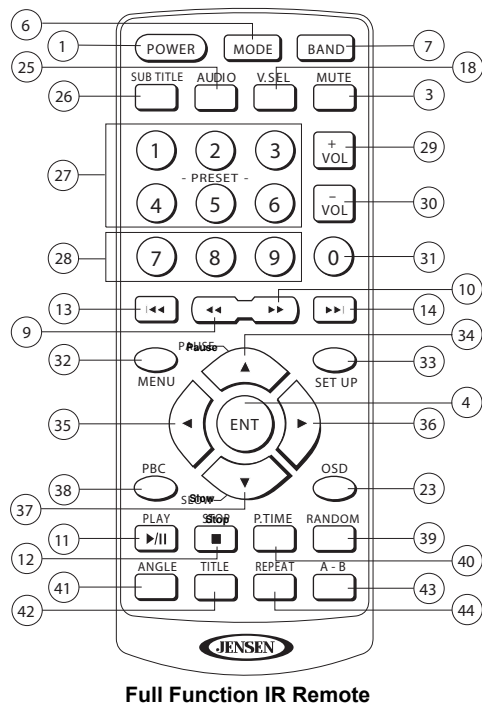 6
1 POWER MODE BAND 7
25 18
SUB TITLE AUDIO V.SEL MUTE
26 3
1 2 3 + VOL 29
27 - PRESET -
4 5 6 – VOL 30
28 7 8 9 0 31
10
13 14
9 34
PAUSE Pause
32 MENU SET UP 33
4
35 ENT 36
PBC OSD
38 23
37 SLOW Slow
PLAY STOP Stop P.TIME RANDOM
11 39
12 40
ANGLE TITLE REPEAT A - B
41 43
42 44
JENSEN
Full Function IR Remote